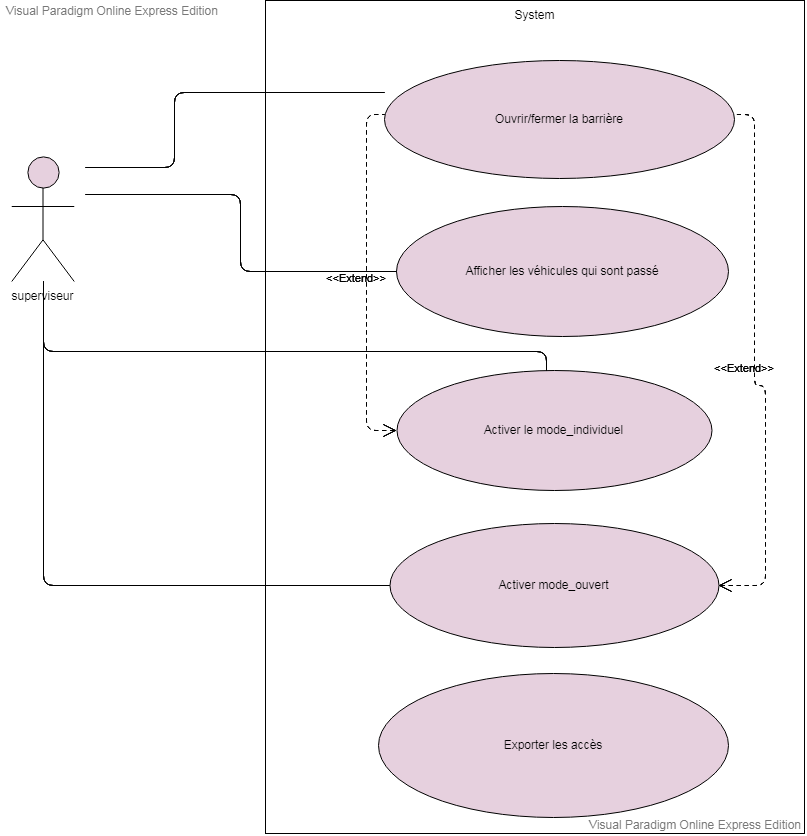 Visual Paradigm Online Express Edition
System
Ouvrir/fermer la barrière
Afficher les véhicules qui sont passé
<<Extend>>
superviseur
<<Extend>>
Activer le mode_individuel
Activer mode_ouvert
Exporter les accès
Visual Paradigm Online Express Edition